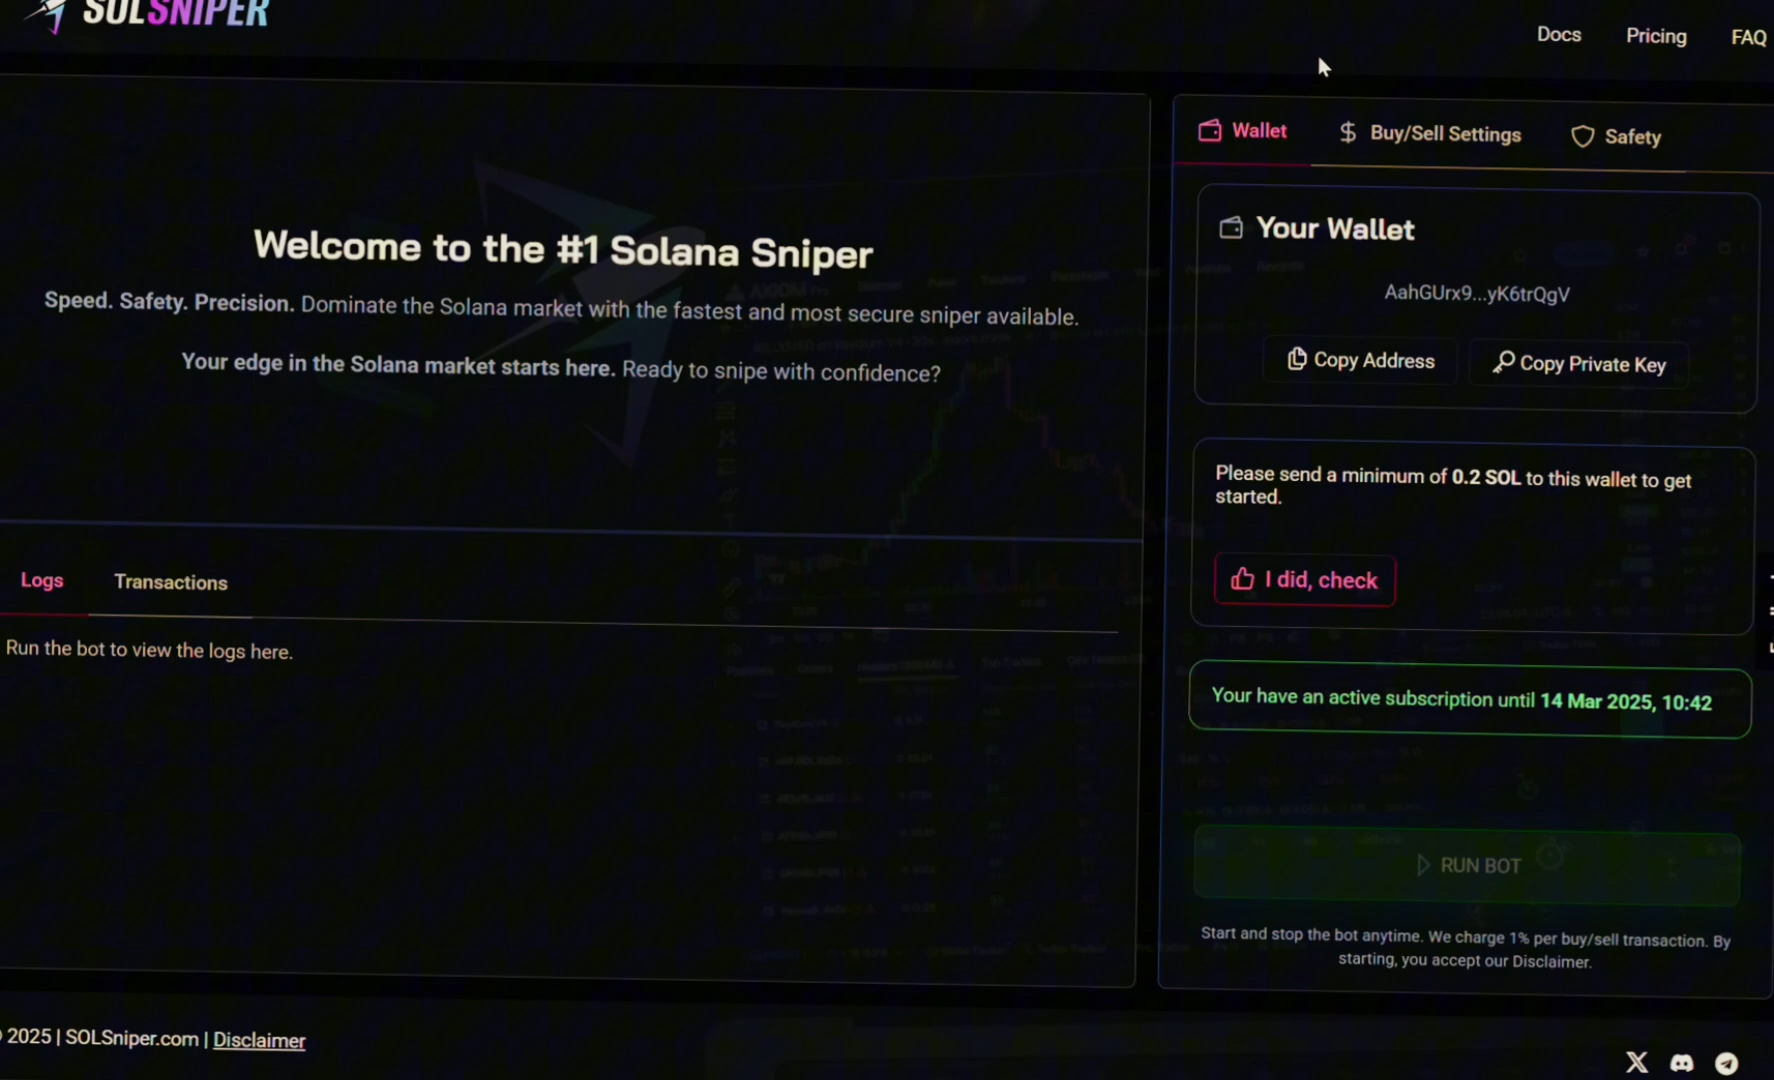 SOLSNIPER
Docs
Pricing
FAQ
Welcome to the #1 Solana Sniper
Speed. Safety. Precision. Dominate the Solana market with the fastest and most secure sniper available.
Your edge in the Solana market starts here. Ready to snipe with confidence?
Logs
Transactions
Run the bot to view the logs here.
Wallet
Buy/Sell Settings
Safety
Your Wallet
AahGUrx9...yK6trQgV
Copy Address
Copy Private Key
Please send a minimum of 0.2 SOL to this wallet to get
started.
I did, check
Your have an active subscription until 14 Mar 2025, 10:42
RUN BOT
Start and stop the bot anytime. We charge 1% per buy/sell transaction. By
starting, you accept our Disclaimer.
2025 | SOLSniper.com | Disclaimer